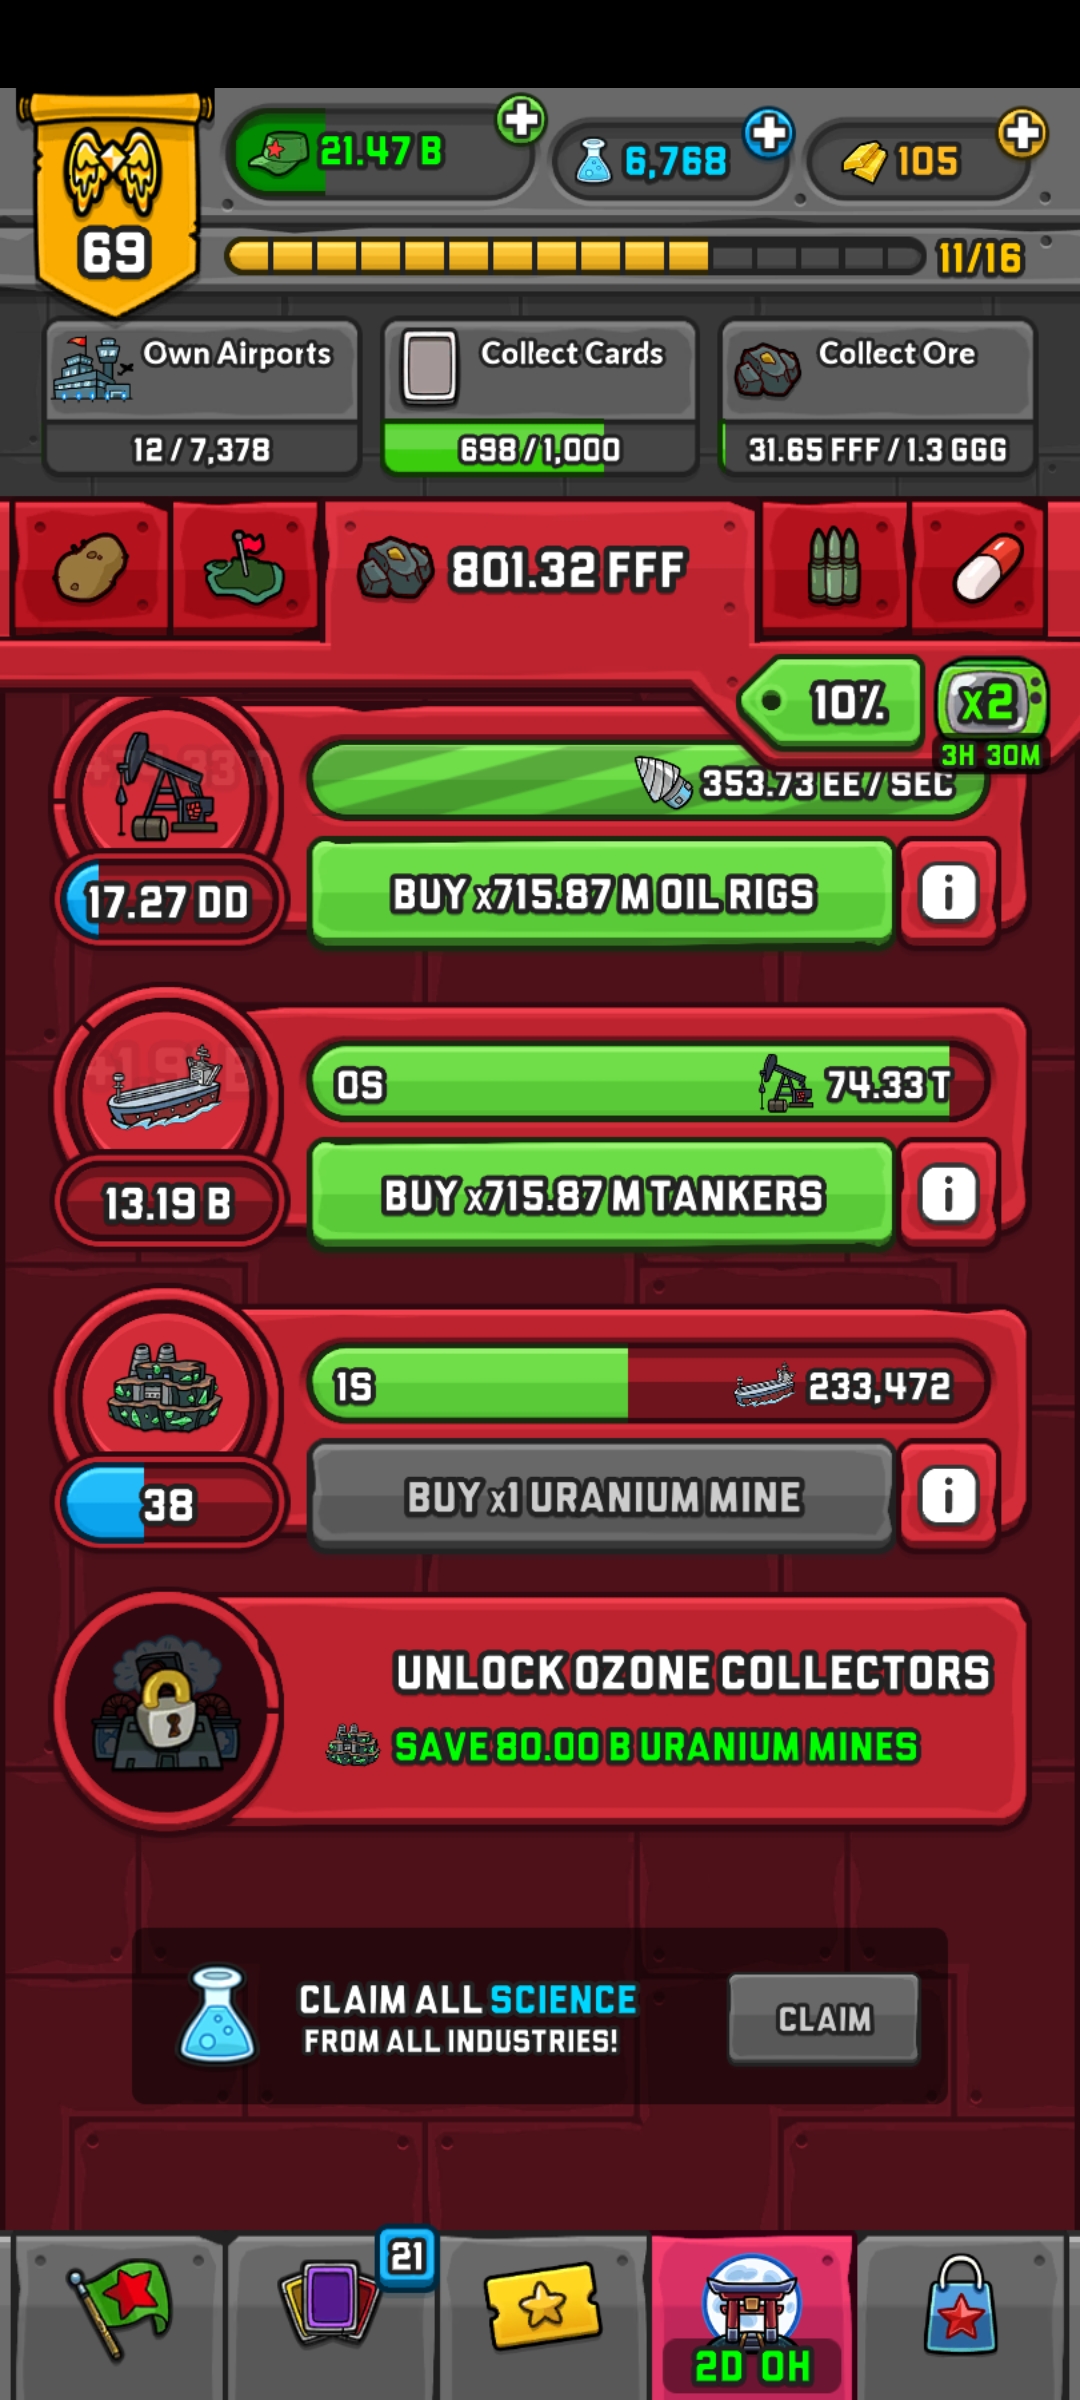 69
21.47 B
6,768
105
11/16
Own Airports
12 / 7,378
Collect Cards
698 / 1,000
Collect Ore
31.65 FFF / 1.3 GGG
801.32 FFF
10%
x2
3H 30M
353.73 EE / SEC
17.27 DD
BUY x715.87 M OIL RIGS
i
0S
74.33 T
13.19 B
BUY x715.87 M TANKERS
i
1S
233,472
38
BUY x1 URANIUM MINE
i
UNLOCK OZONE COLLECTORS
SAVE 80.00 B URANIUM MINES
CLAIM ALL SCIENCE
FROM ALL INDUSTRIES!
CLAIM
21
2D 0H